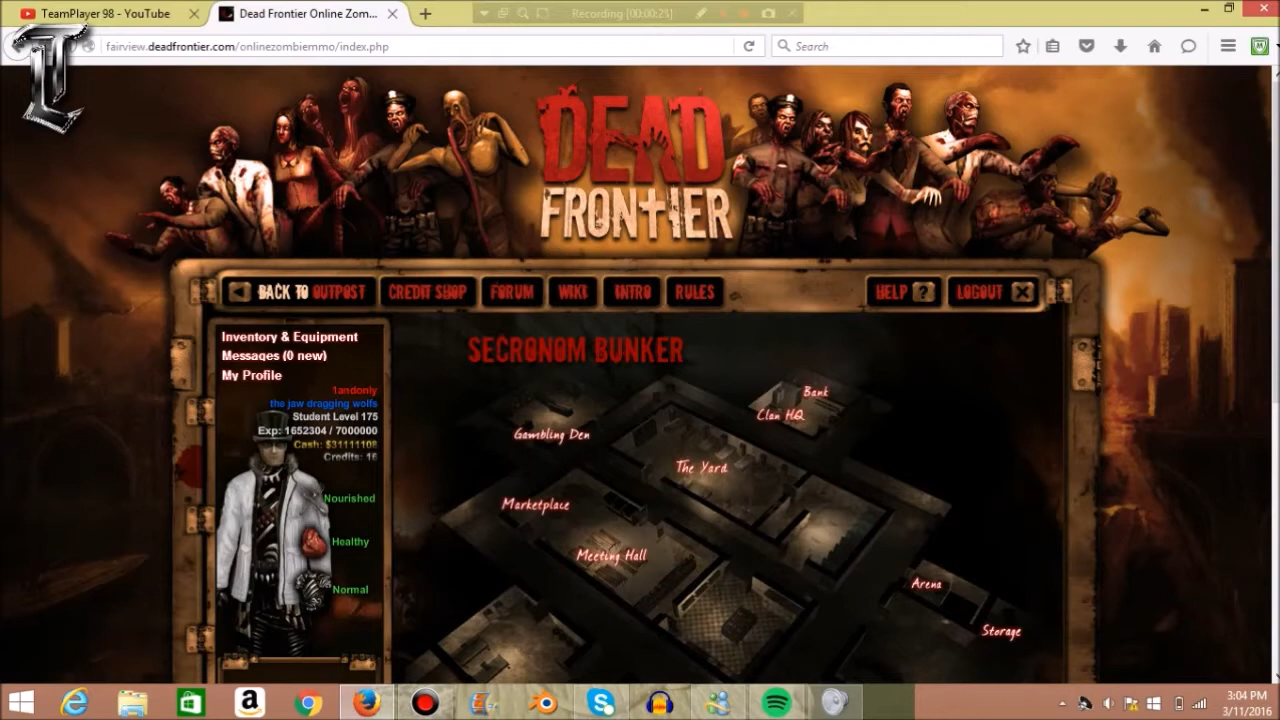 TeamPlayer 98 - YouTube
Dead Frontier Online Zom...
Recording [00:00:25]
fairview.deadfrontier.com/onlinezombiemmo/index.php
Search
DEAD
FRONTIER
BACK TO OUTPOST
CREDIT SHOP
FORUM
WIKI
INTRO
RULES
HELP ?
LOGOUT X
Inventory & Equipment
Messages (0 new)
My Profile
1andonly
the jaw dragging wolfs
Student Level 175
Exp: 1652304 / 7000000
Cash: $31111108
Credits: 16
Nourished
Healthy
Normal
SECRONOM BUNKER
Bank
Clan HQ
Gambling Den
The Yard
Marketplace
Meeting Hall
Arena
Storage
3:04 PM
3/11/2016